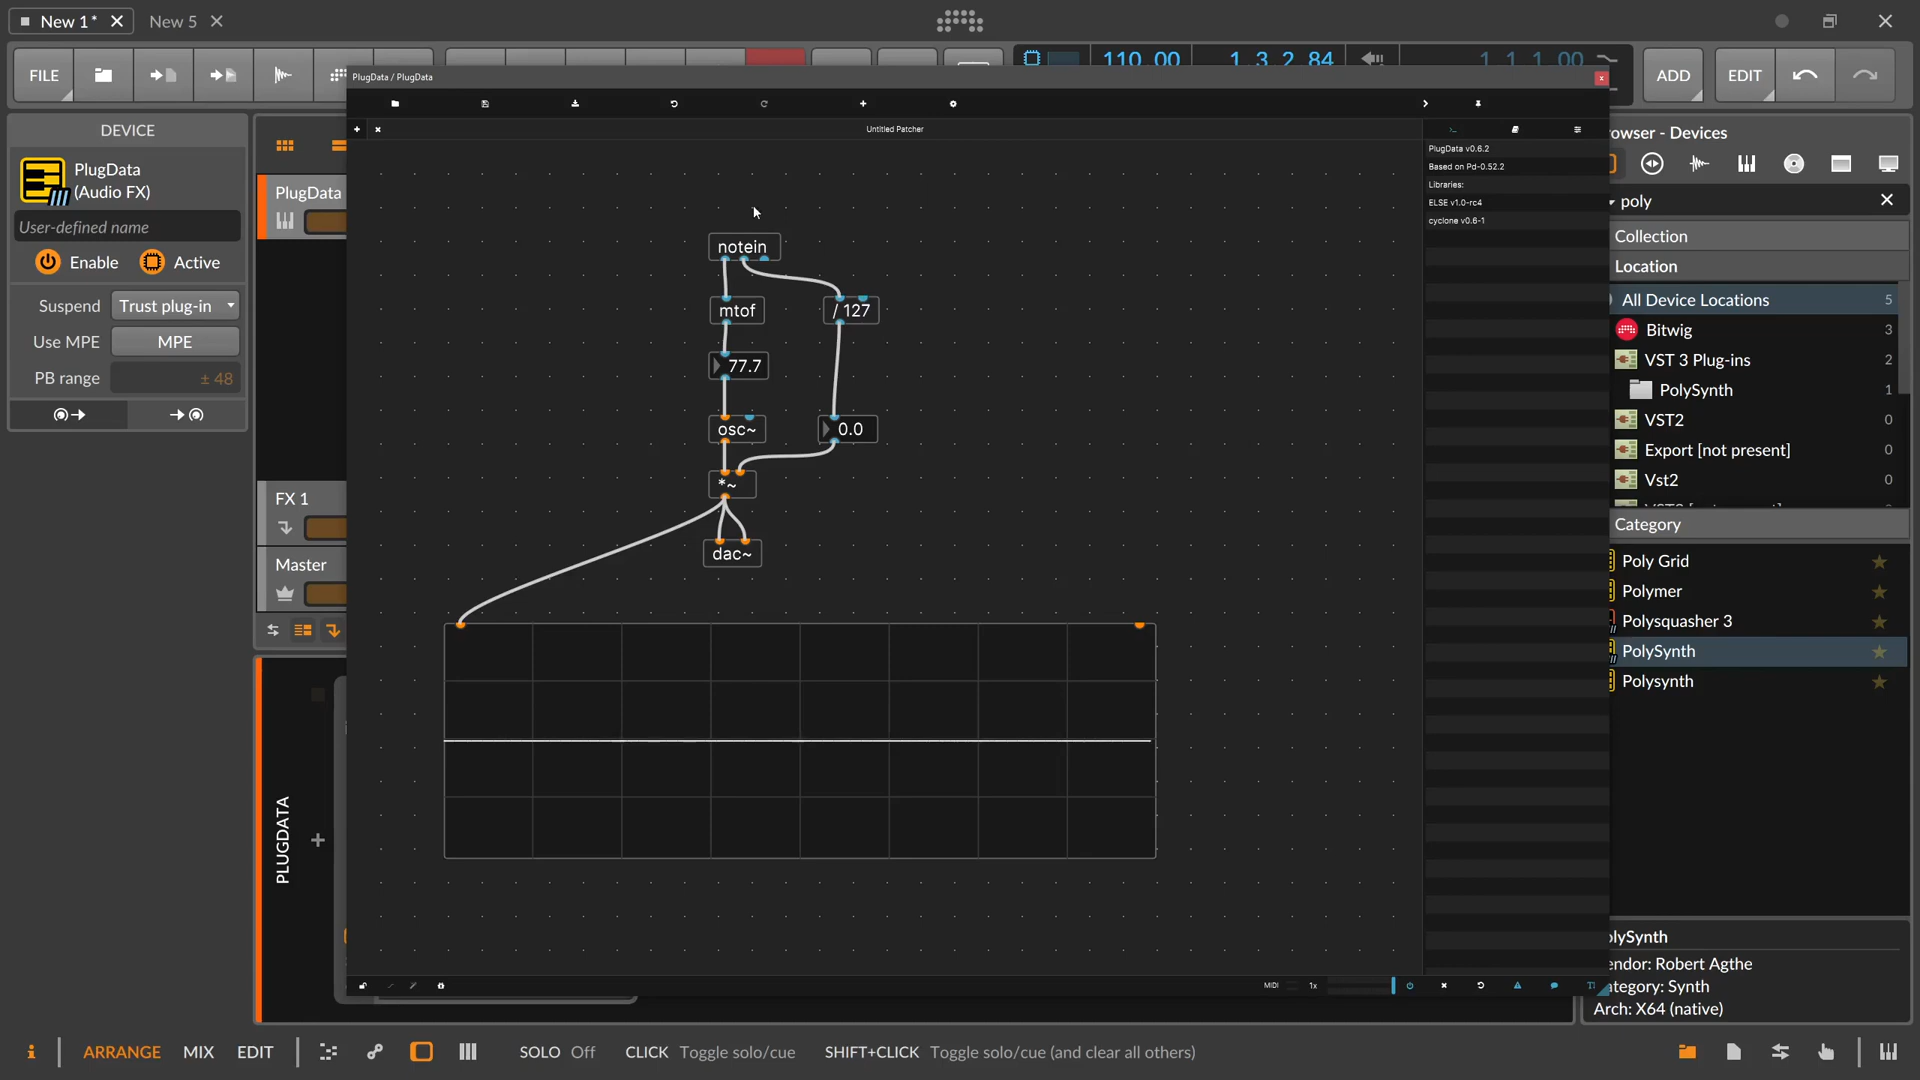 New 1*
New 5
FILE
110.00
1.3.2.84
1.1.1.00
ADD
EDIT
PlugData / PlugData
Untitled Patcher
DEVICE
PlugData
(Audio FX)
User-defined name
Enable
Active
Suspend
Trust plug-in
Use MPE
MPE
PB range
± 48
PlugData
FX 1
Master
PLUGDATA
+
notein
mtof
/ 127
77.7
osc~
0.0
*~
dac~
PlugData v0.6.2
Based on Pd-0.52.2
Libraries:
ELSE v1.0-rc4
cyclone v0.6-1
MIDI
1x
rowser - Devices
poly
Collection
Location
All Device Locations 5
Bitwig 3
VST 3 Plug-ins 2
PolySynth 1
VST2 0
Export [not present] 0
Vst2 0
Category
Poly Grid
Polymer
Polysquasher 3
PolySynth
Polysynth
olySynth
endor: Robert Agthe
ategory: Synth
Arch: X64 (native)
ARRANGE
MIX
EDIT
SOLO Off
CLICK Toggle solo/cue
SHIFT+CLICK Toggle solo/cue (and clear all others)